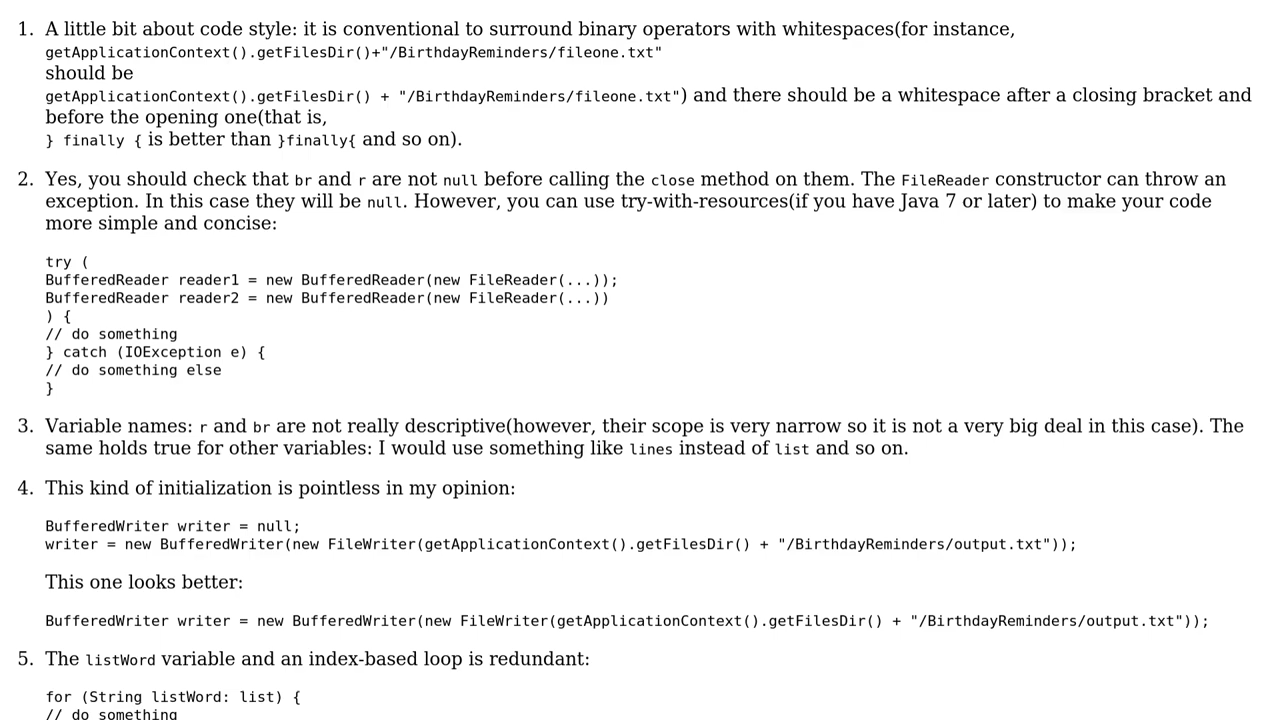 1. A little bit about code style: it is conventional to surround binary operators with whitespaces(for instance,
getApplicationContext().getFilesDir()+"/BirthdayReminders/fileone.txt"
should be
getApplicationContext().getFilesDir() + "/BirthdayReminders/fileone.txt") and there should be a whitespace after a closing bracket and
before the opening one(that is,
} finally { is better than }finally{ and so on).
2. Yes, you should check that br and r are not null before calling the close method on them. The FileReader constructor can throw an
exception. In this case they will be null. However, you can use try-with-resources(if you have Java 7 or later) to make your code
more simple and concise:
try (
BufferedReader reader1 = new BufferedReader(new FileReader(...));
BufferedReader reader2 = new BufferedReader(new FileReader(...))
) {
// do something
} catch (IOException e) {
// do something else
}
3. Variable names: r and br are not really descriptive(however, their scope is very narrow so it is not a very big deal in this case). The
same holds true for other variables: I would use something like lines instead of list and so on.
4. This kind of initialization is pointless in my opinion:
BufferedWriter writer = null;
writer = new BufferedWriter(new FileWriter(getApplicationContext().getFilesDir() + "/BirthdayReminders/output.txt"));
This one looks better:
BufferedWriter writer = new BufferedWriter(new FileWriter(getApplicationContext().getFilesDir() + "/BirthdayReminders/output.txt"));
5. The listWord variable and an index-based loop is redundant:
for (String listWord: list) {
// do something